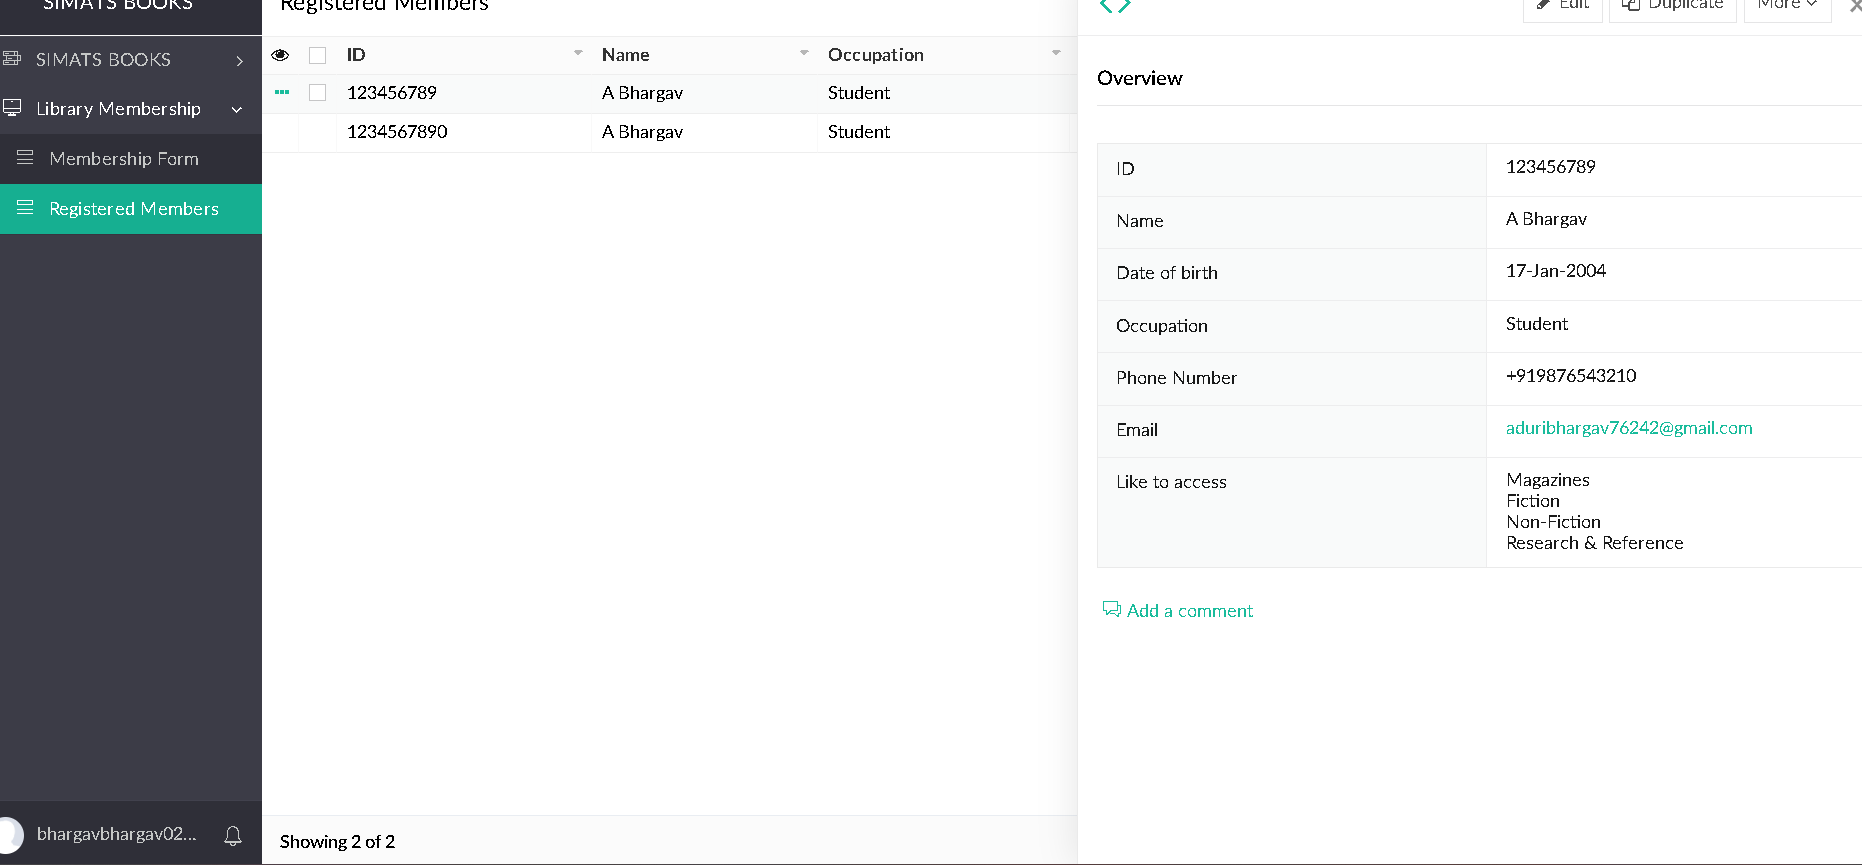 SIMATS BOOKS
SIMATS BOOKS
Library Membership
Membership Form
Registered Members
bhargavbhargav02...
Registered Members
ID Name Occupation
123456789 A Bhargav Student
1234567890 A Bhargav Student
Showing 2 of 2
Edit Duplicate More
Overview
ID 123456789
Name A Bhargav
Date of birth 17-Jan-2004
Occupation Student
Phone Number +919876543210
Email aduribhargav76242@gmail.com
Like to access Magazines
Fiction
Non-Fiction
Research & Reference
Add a comment